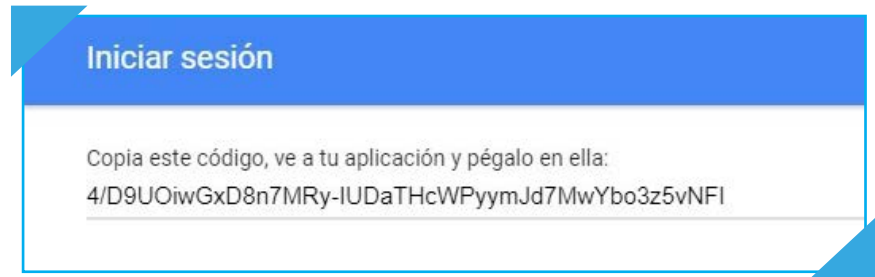 Iniciar sesión
Copia este código, ve a tu aplicación y pégalo en ella:
4/D9UOiwGxD8n7MRy-IUDaTHcWPyymJd7MwYbo3z5vNFI